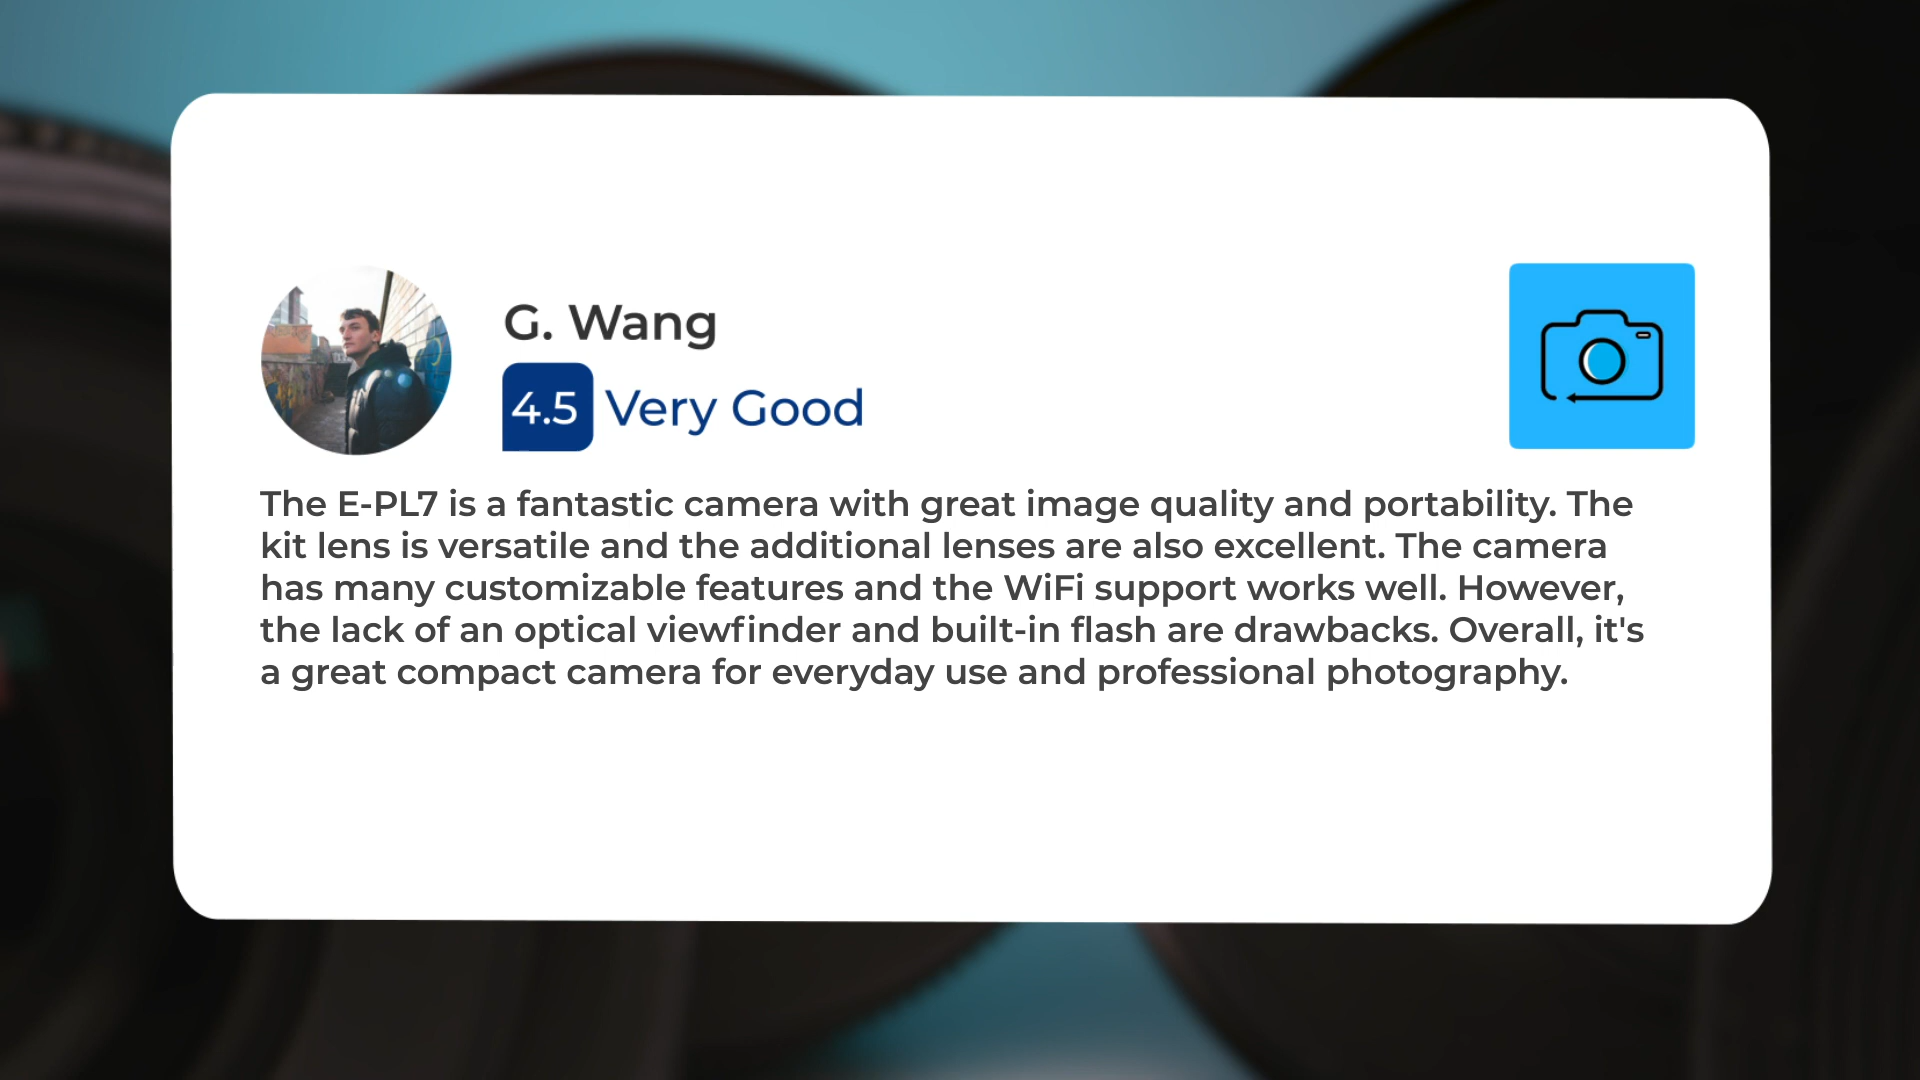 G. Wang
4.5 Very Good
The E-PL7 is a fantastic camera with great image quality and portability. The
kit lens is versatile and the additional lenses are also excellent. The camera
has many customizable features and the WiFi support works well. However,
the lack of an optical viewfinder and built-in flash are drawbacks. Overall, it's
a great compact camera for everyday use and professional photography.